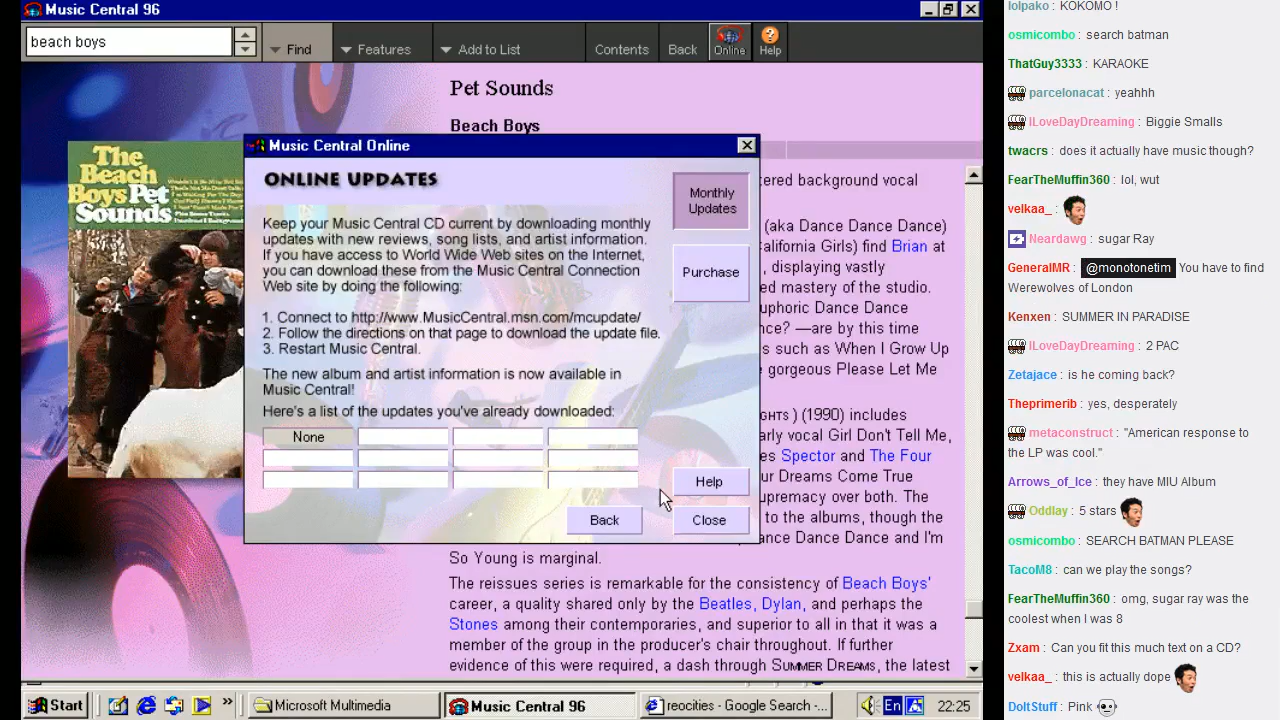 Music Central 96
beach boys
Find
Features
Add to List
Contents
Back
Online
Help
Pet Sounds
Beach Boys
The
Beach
Boys Pet
Sounds
Music Central Online
ONLINE UPDATES
Keep your Music Central CD current by downloading monthly
updates with new reviews, song lists, and artist information.
If you have access to World Wide Web sites on the Internet,
you can download these from the Music Central Connection
Web site by doing the following:
1. Connect to http://www.MusicCentral.msn.com/mcupdate/
2. Follow the directions on that page to download the update file.
3. Restart Music Central.
The new album and artist information is now available in
Music Central!
Here's a list of the updates you've already downloaded:
None
Monthly
Updates
Purchase
Help
Back
Close
tered background vocal
(aka Dance Dance Dance)
alifornia Girls) find Brian at
, displaying vastly
ed mastery of the studio.
uphoric Dance Dance
nce? —are by this time
s such as When I Grow Up
e gorgeous Please Let Me
GHTS ) (1990) includes
arly vocal Girl Don't Tell Me,
es Spector and The Four
ur Dreams Come True
upremacy over both. The
to the albums, though the
ance Dance Dance and I'm
So Young is marginal.
The reissues series is remarkable for the consistency of Beach Boys'
career, a quality shared only by the Beatles, Dylan, and perhaps the
Stones among their contemporaries, and superior to all in that it was a
member of the group in the producer's chair throughout. If further
evidence of this were required, a dash through SUMMER DREAMS, the latest
Start
Microsoft Multimedia
Music Central 96
reocities - Google Search -...
En
22:25
lolpako : KOKOMO !
osmicombo : search batman
ThatGuy3333 : KARAOKE
parcelonacat : yeahhh
ILoveDayDreaming : Biggie Smalls
twacrs : does it actually have music though?
FearTheMuffin360 : lol, wut
velkaa_ :
Neardawg : sugar Ray
GeneralMR : @monotonetim You have to find
Werewolves of London
Kenxen : SUMMER IN PARADISE
ILoveDayDreaming : 2 PAC
Zetajace : is he coming back?
Theprimerib : yes, desperately
metaconstruct : "American response to
the LP was cool."
Arrows_of_Ice : they have MIU Album
Oddlay : 5 stars
osmicombo : SEARCH BATMAN PLEASE
TacoM8 : can we play the songs?
FearTheMuffin360 : omg, sugar ray was the
coolest when I was 8
Zxam : Can you fit this much text on a CD?
velkaa_ : this is actually dope
DoltStuff : Pink